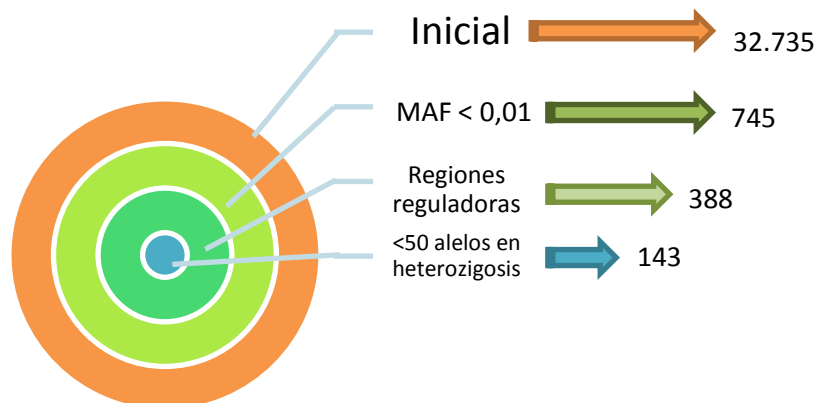 Inicial
32.735
MAF < 0,01
745
Regiones
reguladoras
388
<50 alelos en
heterozigosis
143